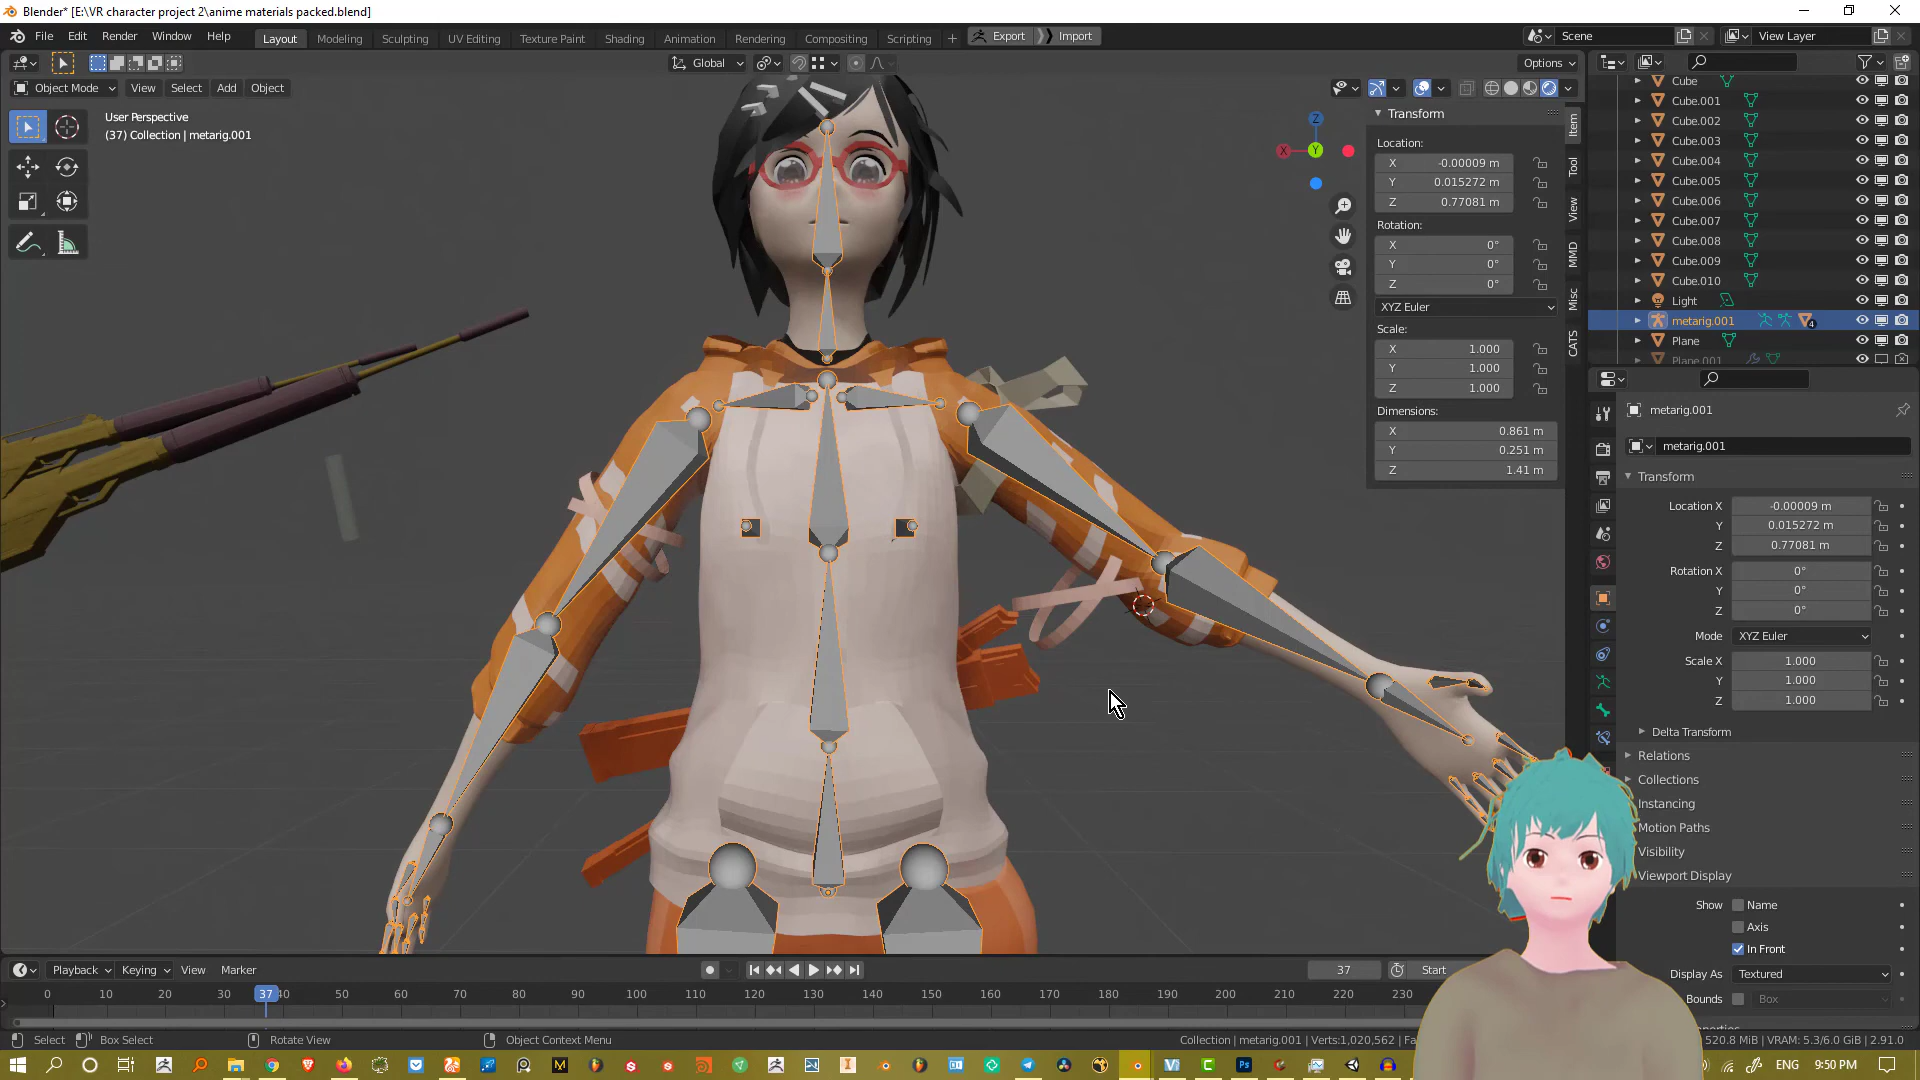 Blender* [E:\VR character project 2\anime materials packed.blend]
File Edit Render Window Help Layout Modeling Sculpting UV Editing Texture Paint Shading Animation Rendering Compositing Scripting + Export Import Scene View Layer
Global Options
Object Mode View Select Add Object
User Perspective
(37) Collection | metarig.001
Z
X Y
Transform
Location:
X -0.00009 m
Y 0.015272 m
Z 0.77081 m
Rotation:
X 0°
Y 0°
Z 0°
XYZ Euler
Scale:
X 1.000
Y 1.000
Z 1.000
Dimensions:
X 0.861 m
Y 0.251 m
Z 1.41 m
Item
Tool
View
MMD
Misc
CATS
Cube
Cube.001
Cube.002
Cube.003
Cube.004
Cube.005
Cube.006
Cube.007
Cube.008
Cube.009
Cube.010
Light
metarig.001 4
Plane
Plane.001
metarig.001
metarig.001
Transform
Location X -0.00009 m
Y 0.015272 m
Z 0.77081 m
Rotation X 0°
Y 0°
Z 0°
Mode XYZ Euler
Scale X 1.000
Y 1.000
Z 1.000
Delta Transform
Relations
Collections
Instancing
Motion Paths
Visibility
Viewport Display
Show Name
Axis
In Front
Display As Textured
Bounds Box
Playback Keying View Marker 37 Start
0 10 20 30 37 40 50 60 70 80 90 100 110 120 130 140 150 160 170 180 190 200 210 220 230
Select Box Select Rotate View Object Context Menu Collection | metarig.001 | Verts:1,020,562 | Fa 520.8 MiB | VRAM: 5.3/6.0 GiB | 2.91.0
ENG 9:50 PM